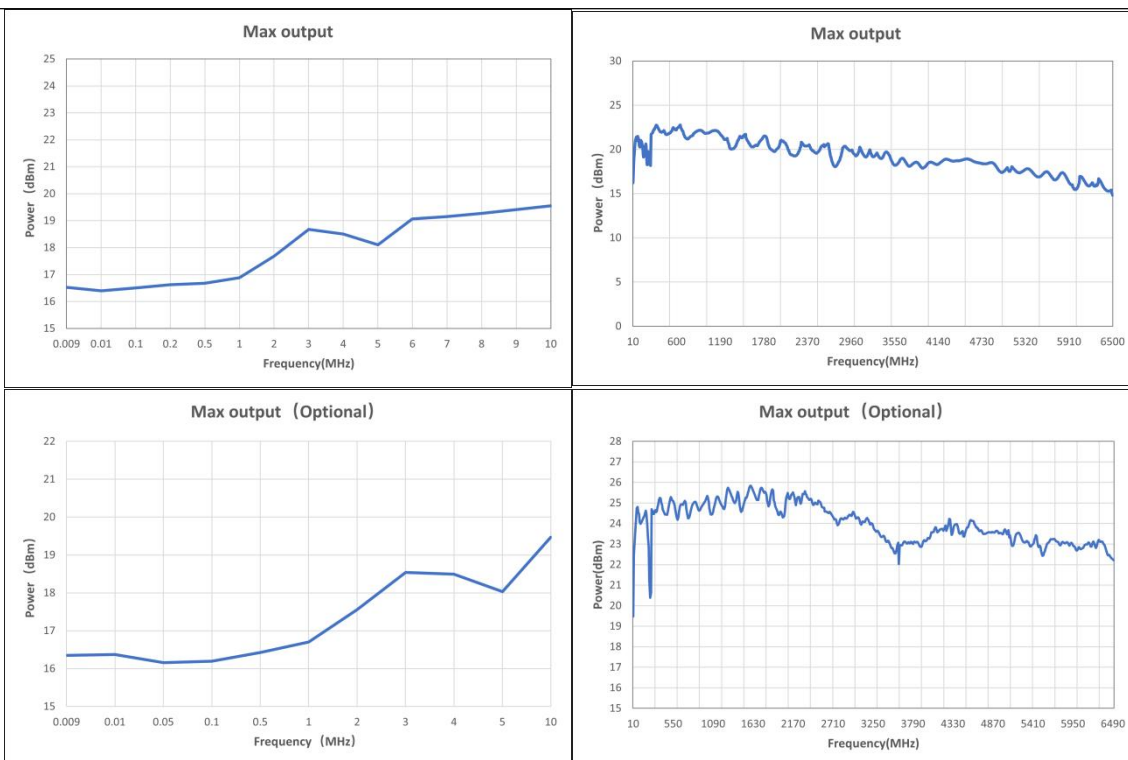 Max output
25
24
23
22
21
20
19
18
17
16
15
Power（dBm）
0.009 0.01 0.1 0.2 0.5 1 2 3 4 5 6 7 8 9 10
Frequency(MHz)
Max output
30
25
20
15
10
5
0
Power（dBm）
10 600 1190 1780 2370 2960 3550 4140 4730 5320 5910 6500
Frequency(MHz)
Max output（Optional）
22
21
20
19
18
17
16
15
Power（dBm）
0.009 0.01 0.05 0.1 0.5 1 2 3 4 5 10
Frequency（MHz）
Max output（Optional）
28
27
26
25
24
23
22
21
20
19
18
17
16
15
Power(dBm)
10 550 1090 1630 2170 2710 3250 3790 4330 4870 5410 5950 6490
Frequency(MHz)